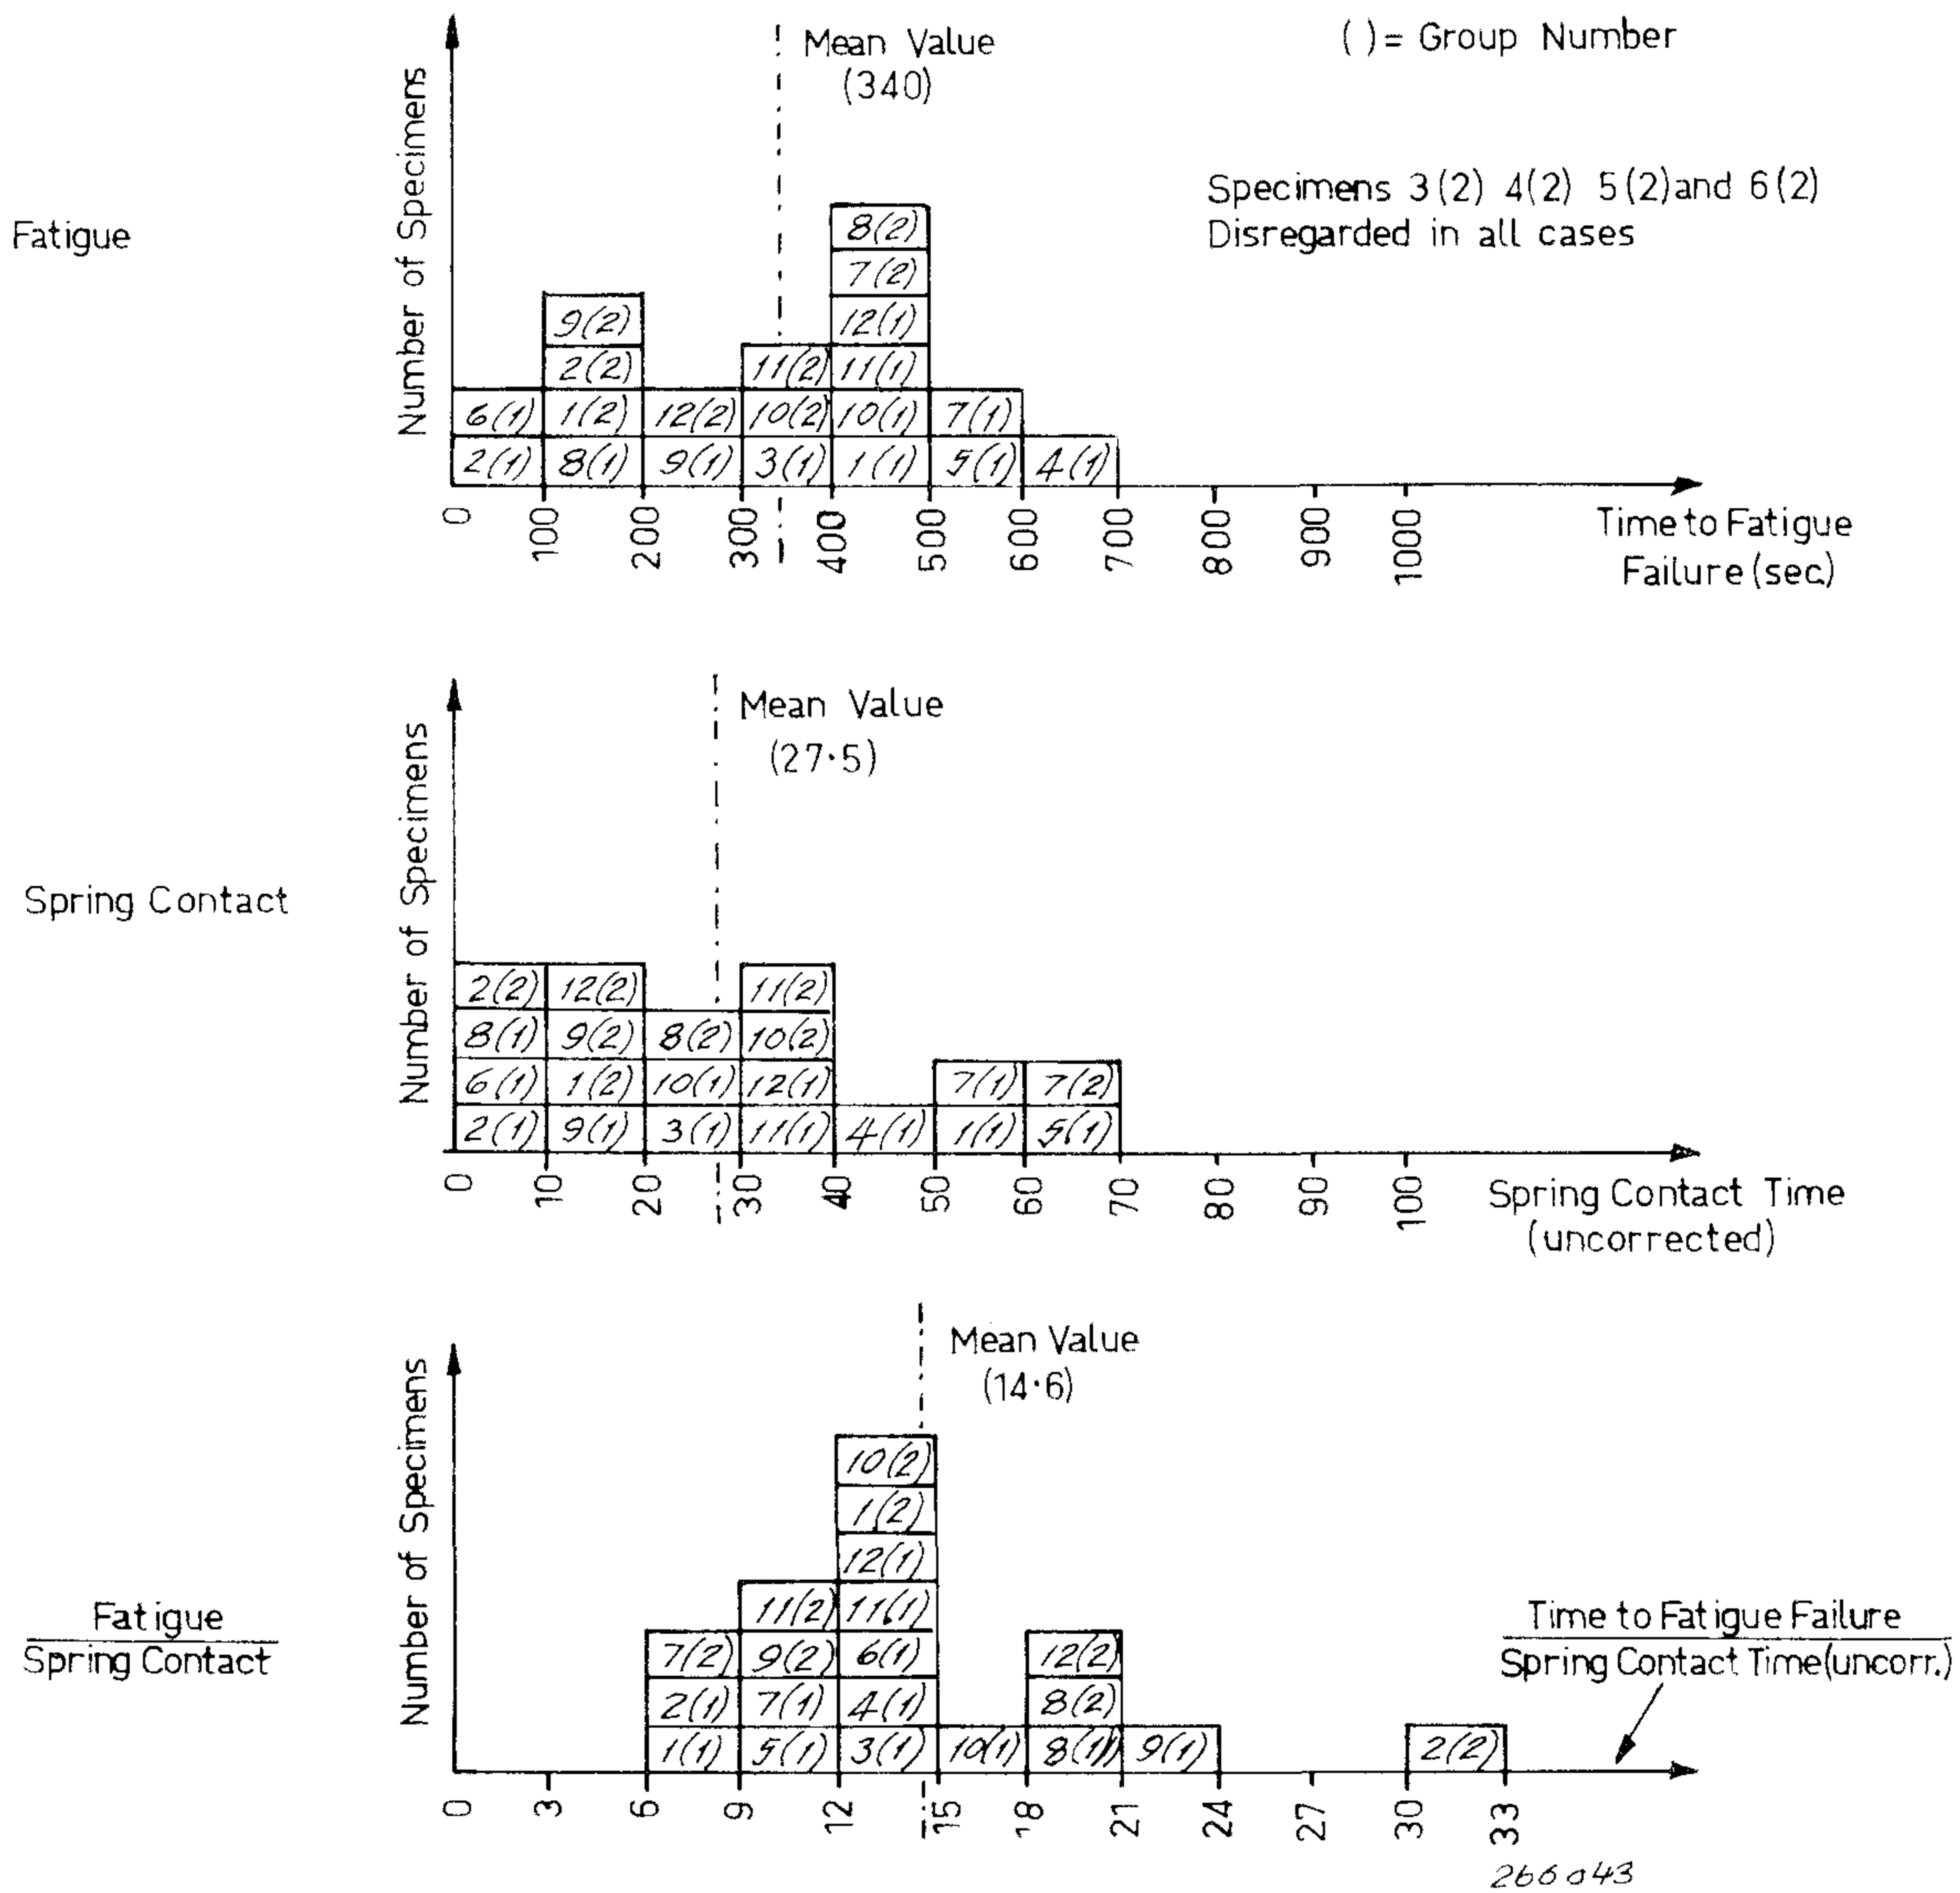 Mean Value
(340)
( )= Group Number
Specimens 3(2) 4(2) 5(2) and 6(2)
Disregarded in all cases
Fatigue
Number of Specimens
8(2)
7(2)
9(2) 12(1)
2(2) 11(2) 11(1)
6(1) 1(2) 12(2) 10(2) 10(1) 7(1)
2(1) 8(1) 9(1) 3(1) 1(1) 5(1) 4(1)
0 100 200 300 400 500 600 700 800 900 1000
Time to Fatigue
Failure (sec.)
Mean Value
(27·5)
Spring Contact
Number of Specimens
2(2) 12(2) 11(2)
8(1) 9(2) 8(2) 10(2)
6(1) 1(2) 10(1) 12(1) 7(1) 7(2)
2(1) 9(1) 3(1) 11(1) 4(1) 1(1) 5(1)
0 10 20 30 40 50 60 70 80 90 100
Spring Contact Time
(uncorrected)
Mean Value
(14·6)
Fatigue
Spring Contact
Number of Specimens
10(2)
1(2)
12(1)
11(2) 11(1)
7(2) 9(2) 6(1) 12(2)
2(1) 7(1) 4(1) 8(2)
1(1) 5(1) 3(1) 10(1) 8(1) 9(1) 2(2)
0 3 6 9 12 15 18 21 24 27 30 33
Time to Fatigue Failure
Spring Contact Time (uncorr.)
266043